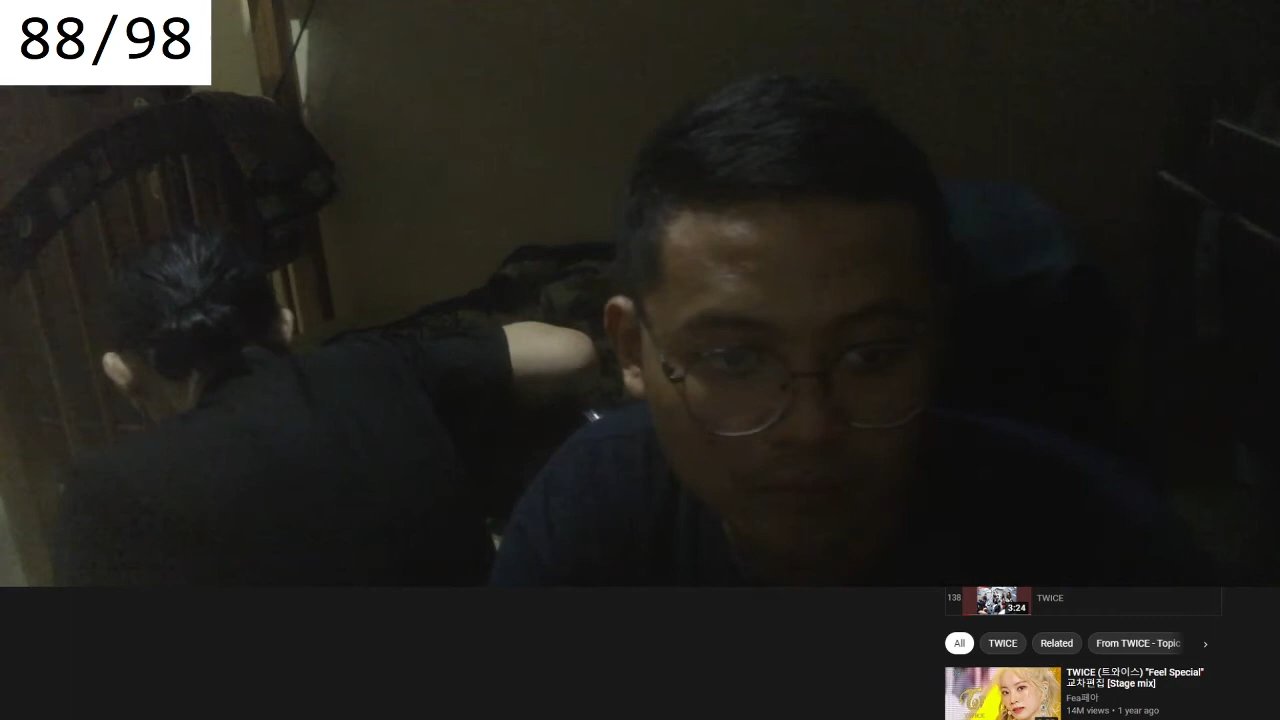 88/98
138
3:24
TWICE
All
TWICE
Related
From TWICE - Topic
TWICE (트와이스) "Feel Special"
교차편집 [Stage mix]
Fea페아
14M views • 1 year ago